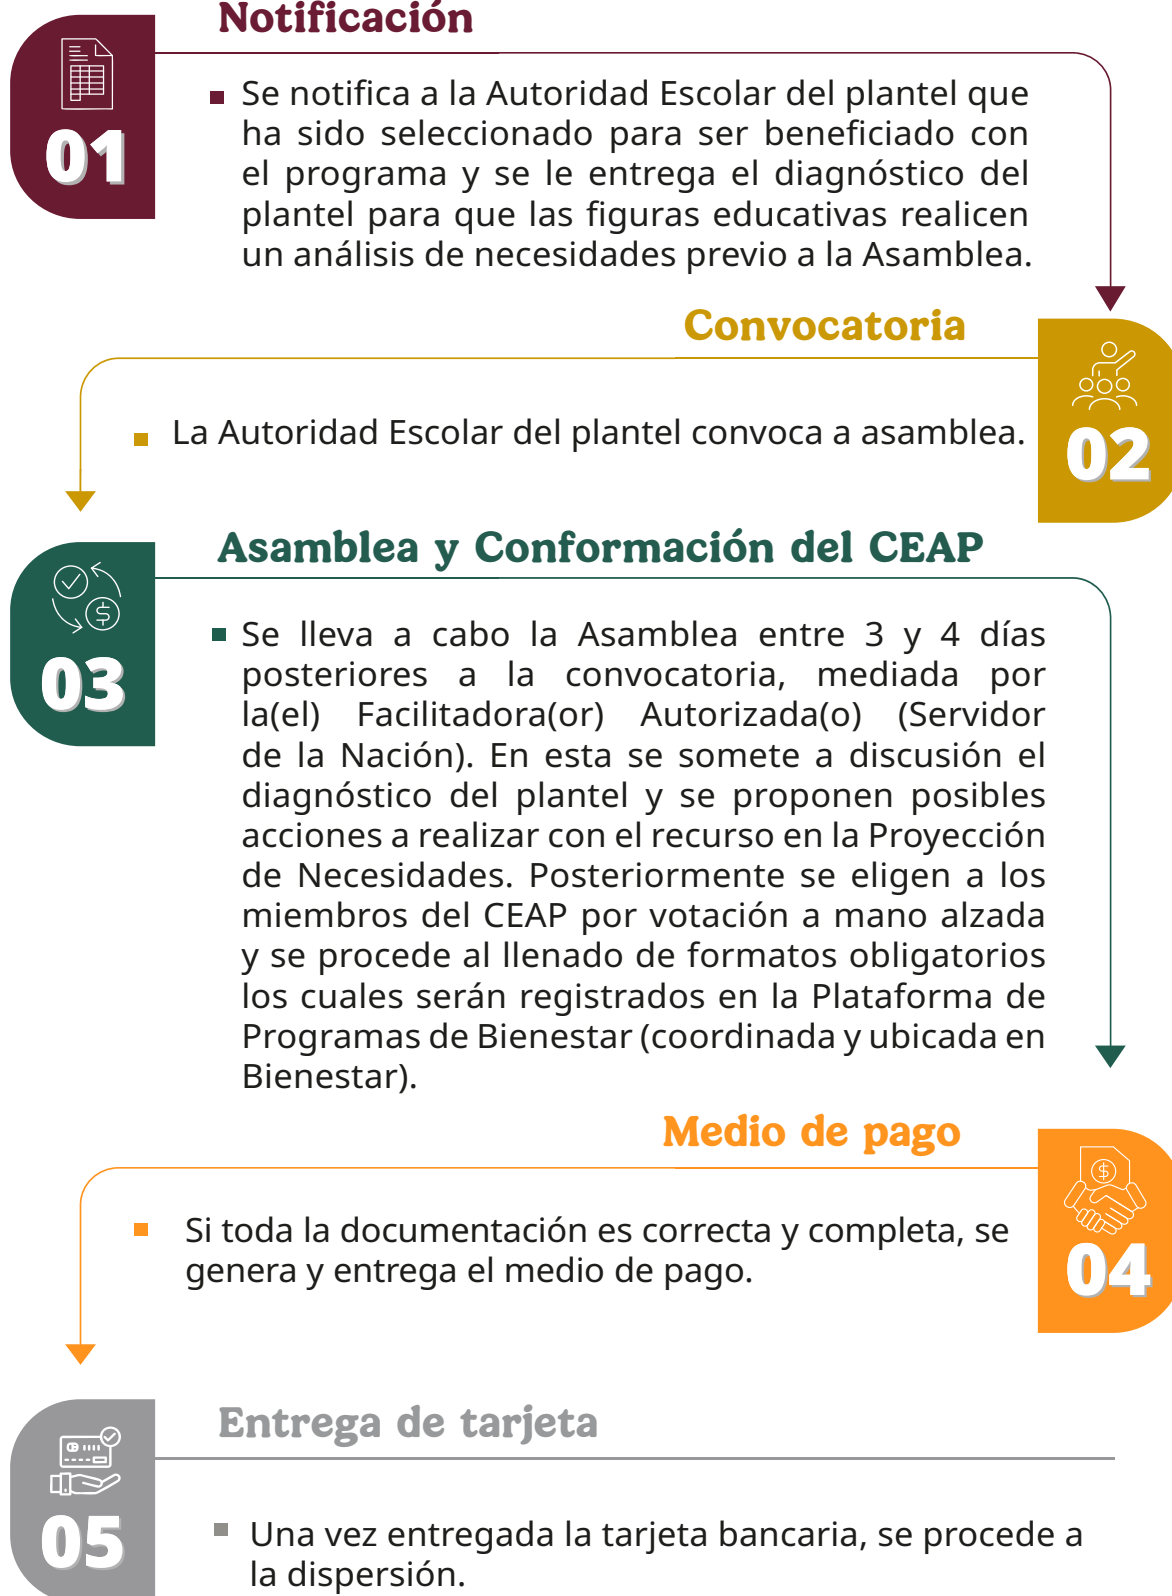 Notificación
01
Se notifica a la Autoridad Escolar del plantel que
ha sido seleccionado para ser beneficiado con
el programa y se le entrega el diagnóstico del
plantel para que las figuras educativas realicen
un análisis de necesidades previo a la Asamblea.
Convocatoria
02
La Autoridad Escolar del plantel convoca a asamblea.
Asamblea y Conformación del CEAP
03
Se lleva a cabo la Asamblea entre 3 y 4 días
posteriores a la convocatoria, mediada por
la(el) Facilitadora(or) Autorizada(o) (Servidor
de la Nación). En esta se somete a discusión el
diagnóstico del plantel y se proponen posibles
acciones a realizar con el recurso en la Proyección
de Necesidades. Posteriormente se eligen a los
miembros del CEAP por votación a mano alzada
y se procede al llenado de formatos obligatorios
los cuales serán registrados en la Plataforma de
Programas de Bienestar (coordinada y ubicada en
Bienestar).
Medio de pago
04
Si toda la documentación es correcta y completa, se
genera y entrega el medio de pago.
Entrega de tarjeta
05
Una vez entregada la tarjeta bancaria, se procede a
la dispersión.